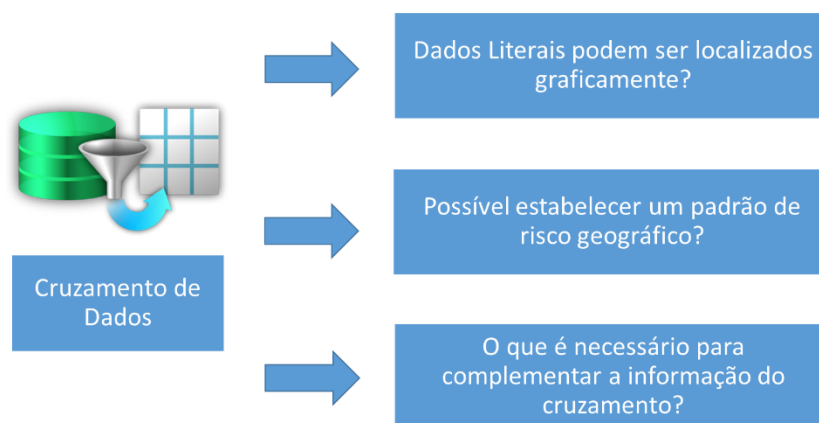 Dados Literais podem ser localizados
graficamente?
Possível estabelecer um padrão de
risco geográfico?
Cruzamento de
Dados
O que é necessário para
complementar a informação do
cruzamento?